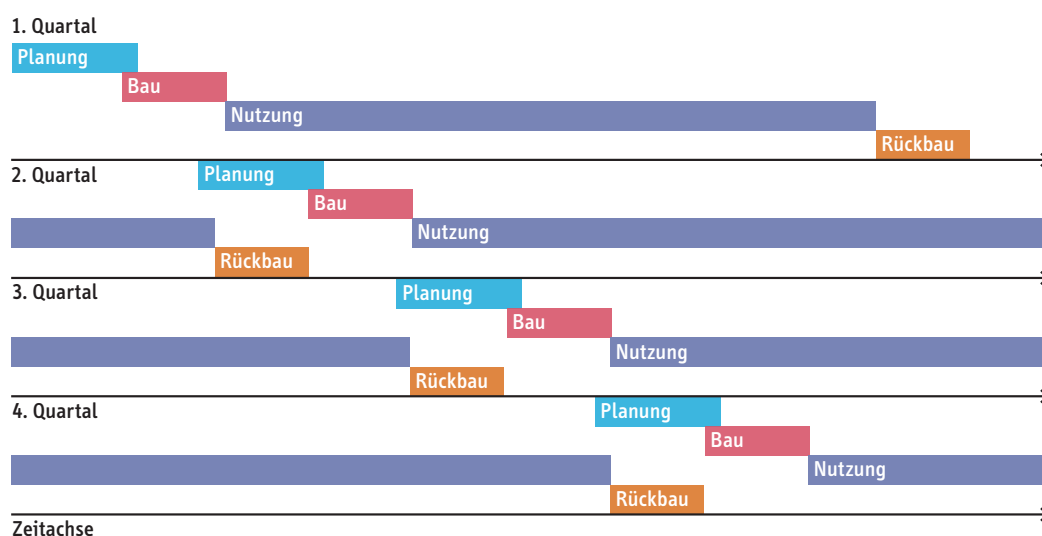 1. Quartal
Planung
Bau
Nutzung
Rückbau
2. Quartal
Planung
Bau
Nutzung
Rückbau
3. Quartal
Planung
Bau
Nutzung
Rückbau
4. Quartal
Planung
Bau
Nutzung
Rückbau
Zeitachse